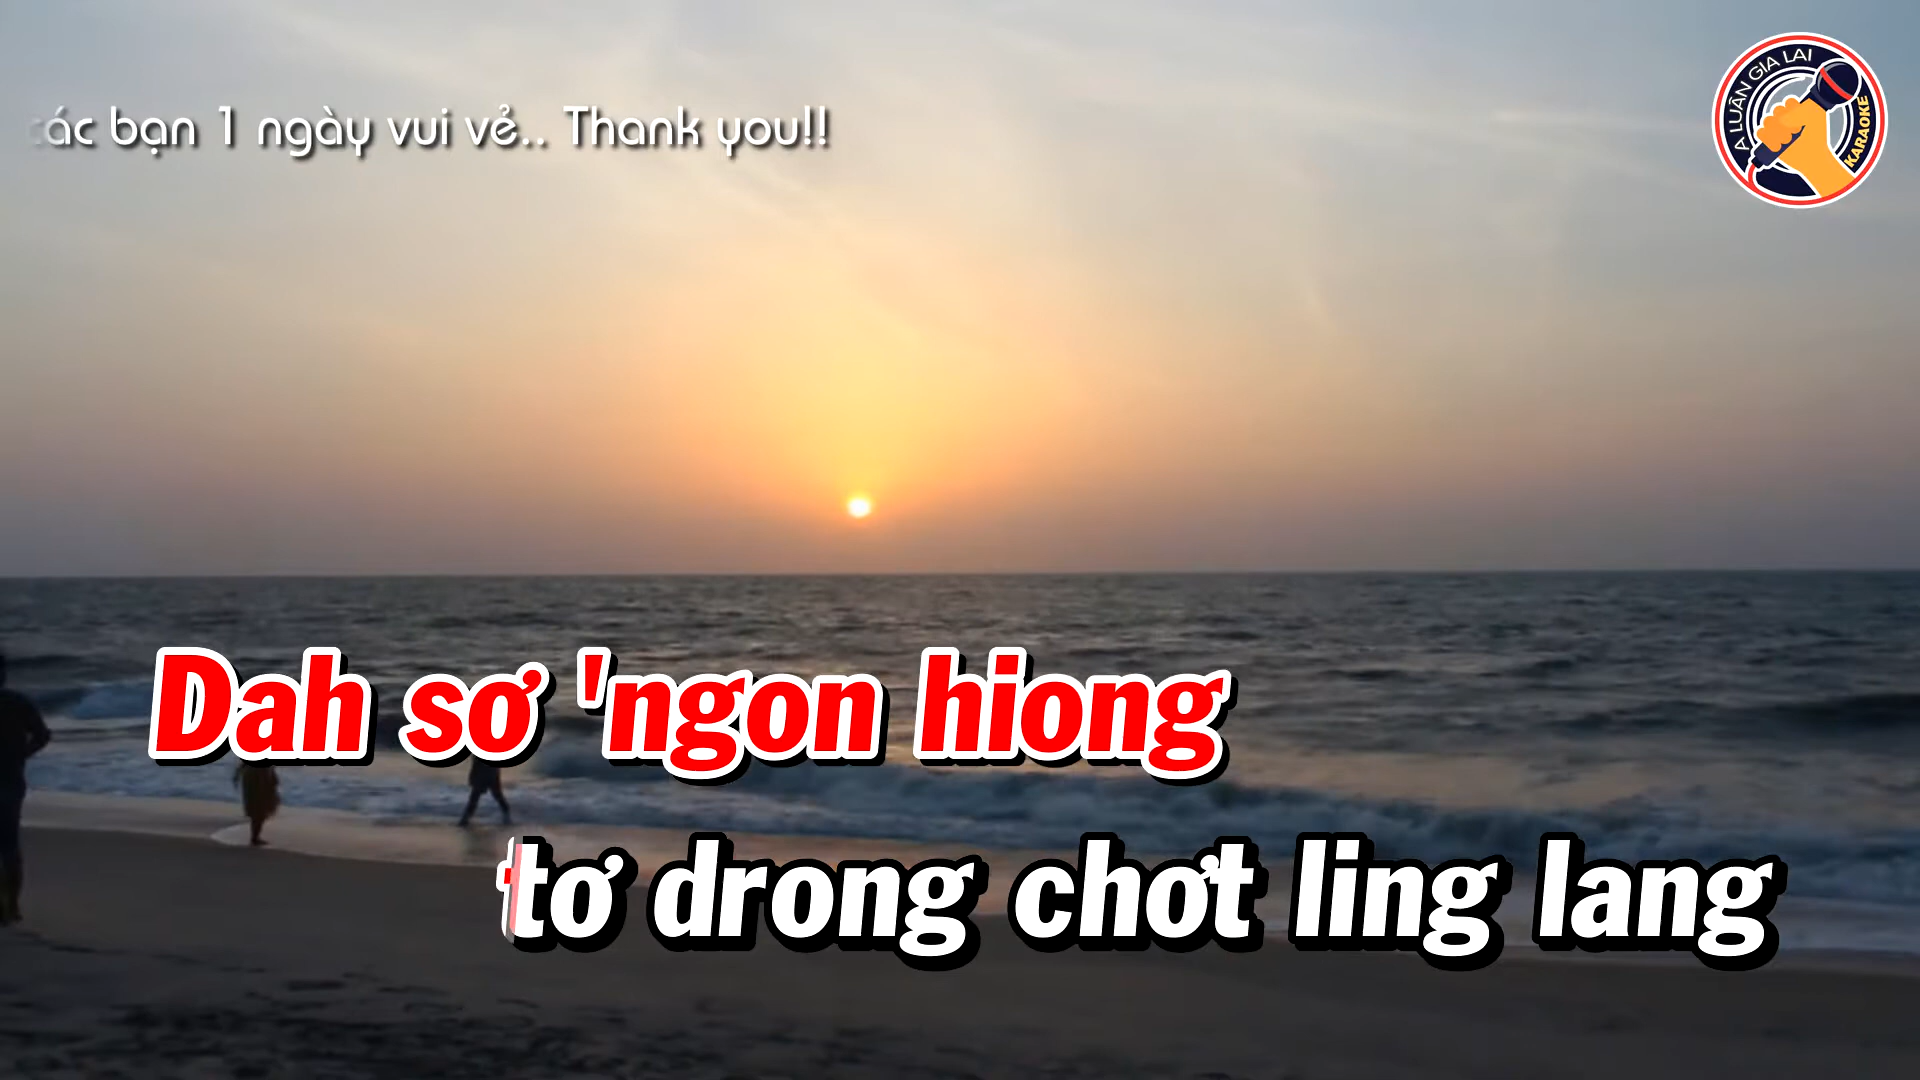 các bạn 1 ngày vui vẻ.. Thank you!!
A LUÂN GIA LAI
KARAOKE
Dah sơ 'ngon hiong
tơ drong chơt ling lang